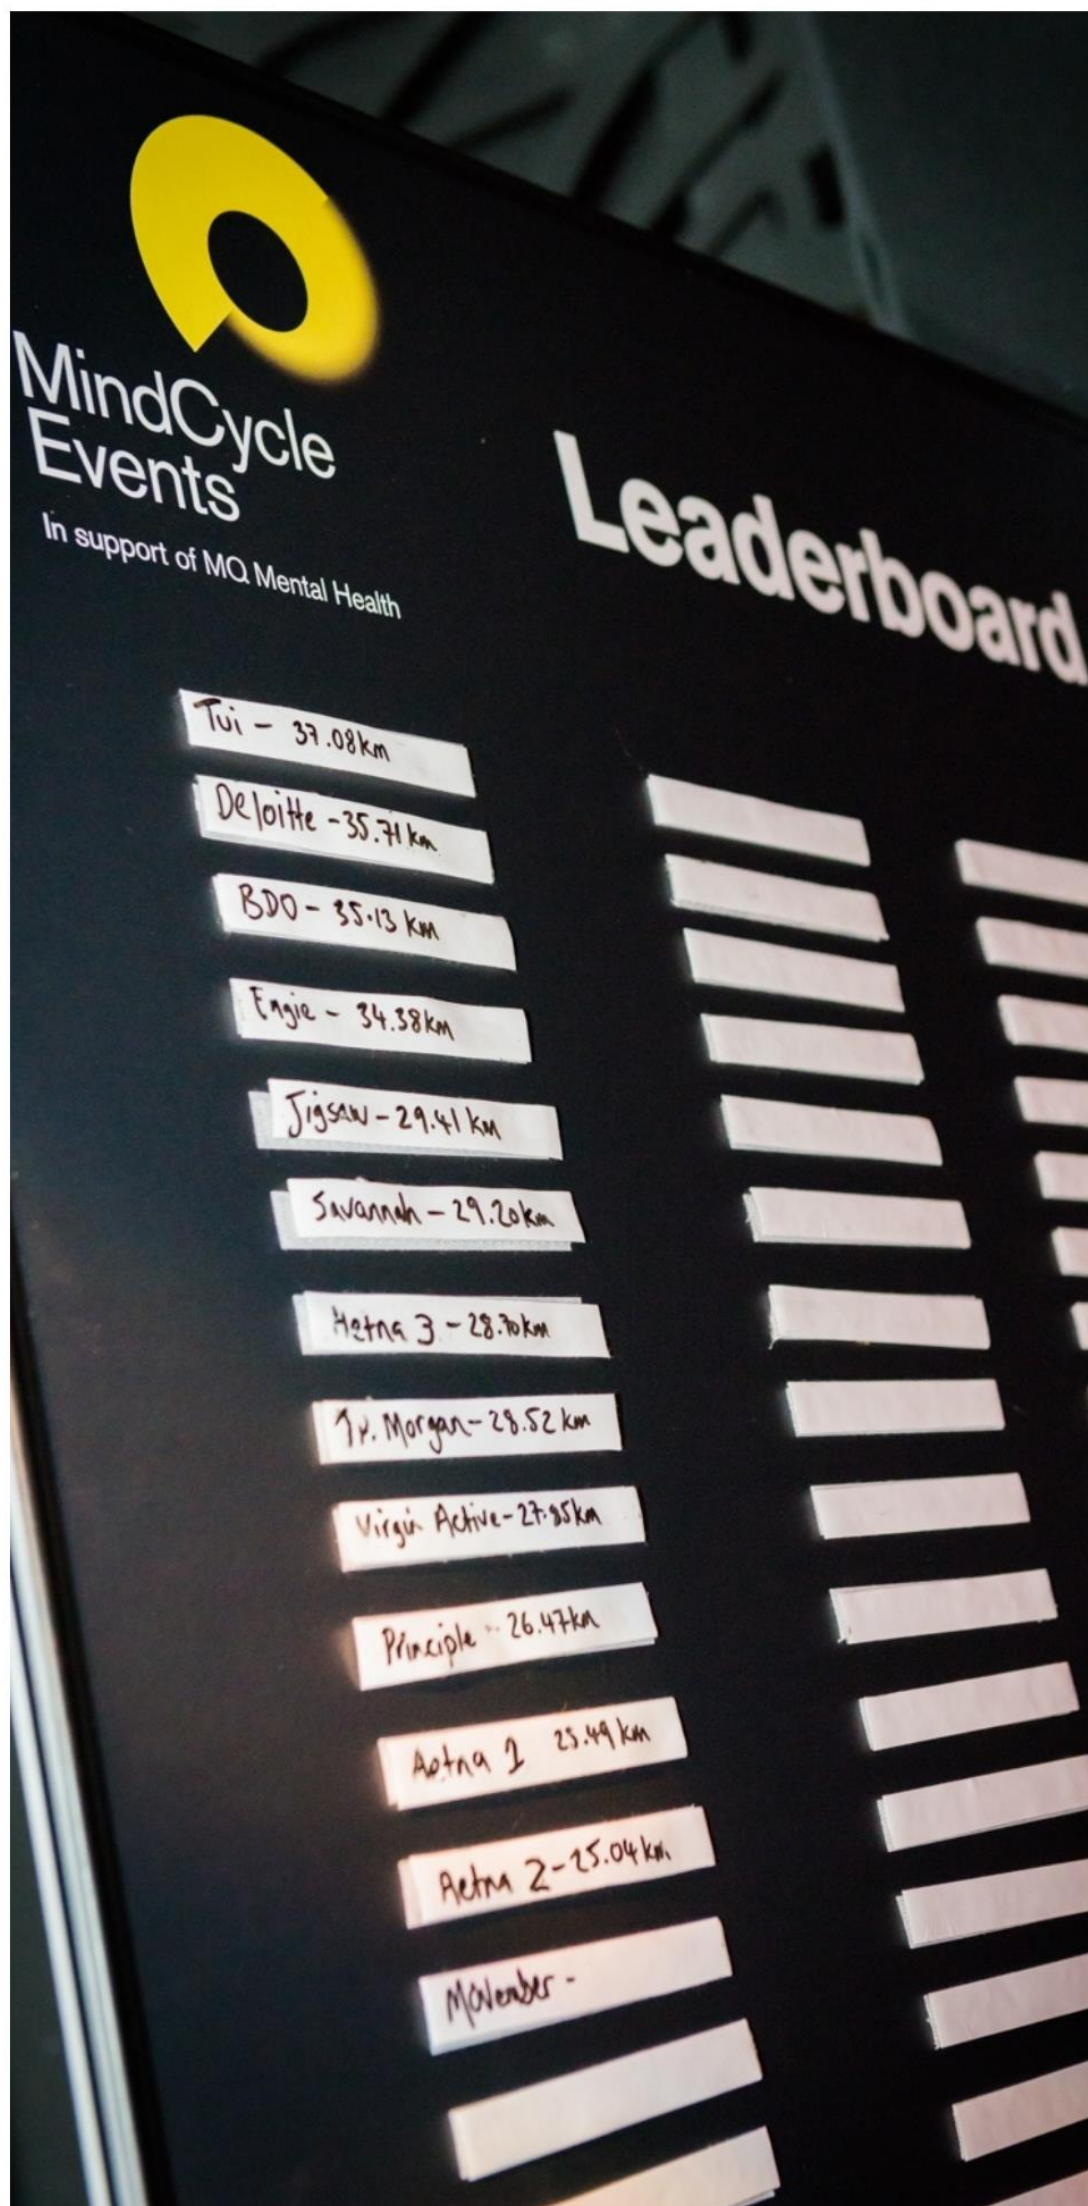 MindCycle
Events
In support of MQ Mental Health
Leaderboard
Tui - 37.08km
Deloitte - 35.71 km
BDO - 35.13 km
Engie - 34.38km
Jigsaw - 29.41 km
Savannah - 29.20km
Aetna 3 - 28.70km
J.P. Morgan - 28.52 km
Virgin Active - 27.85km
Principle - 26.47km
Aetna 1 25.49 km
Aetna 2 - 25.04 km
Movember -